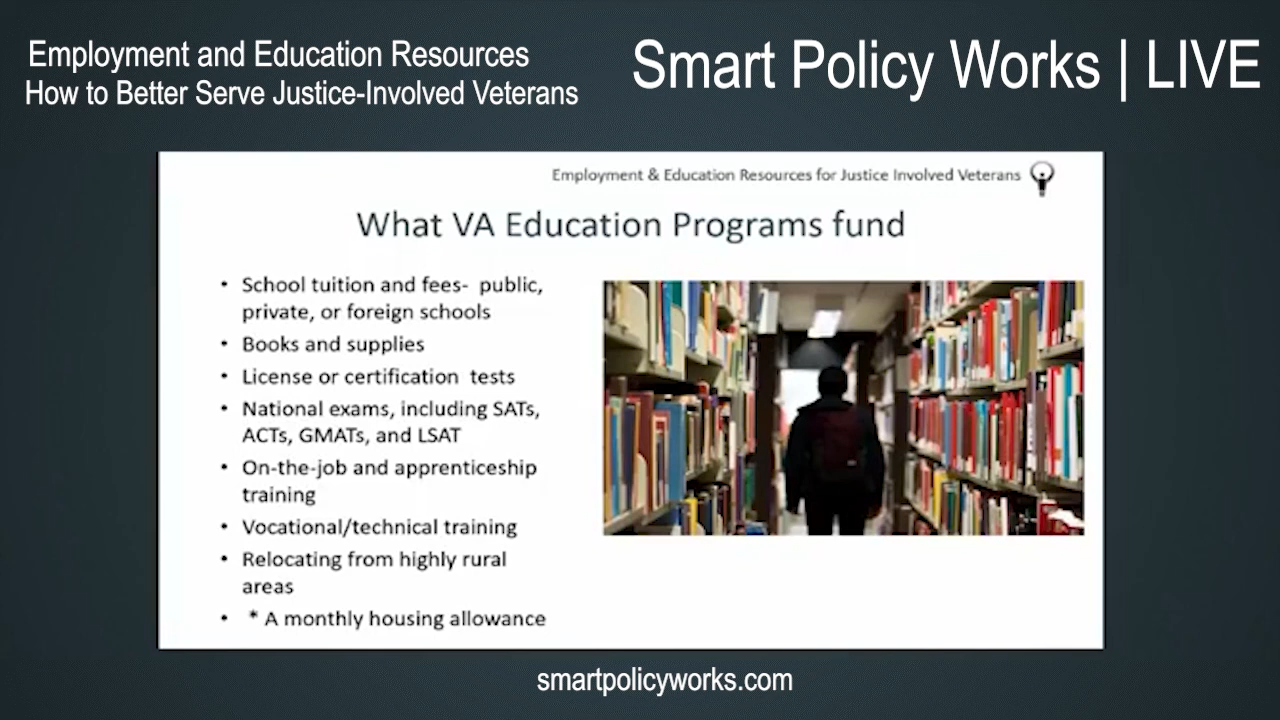 Employment and Education Resources
How to Better Serve Justice-Involved Veterans
Smart Policy Works | LIVE
Employment & Education Resources for Justice Involved Veterans
What VA Education Programs fund
• School tuition and fees-  public,
private, or foreign schools
• Books and supplies
• License or certification  tests
• National exams, including SATs,
ACTs, GMATs, and LSAT
• On-the-job and apprenticeship
training
• Vocational/technical training
• Relocating from highly rural
areas
•  * A monthly housing allowance
smartpolicyworks.com